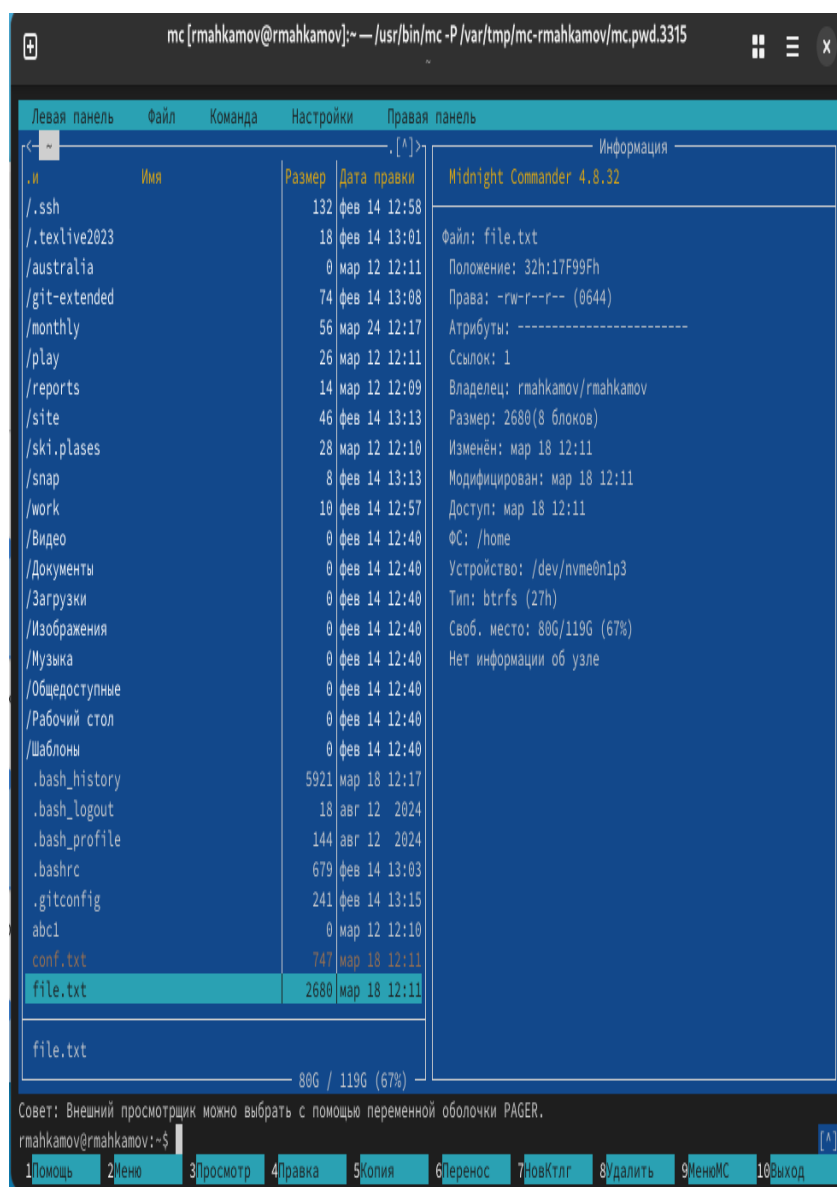 mc [rmahkamov@rmahkamov]:~ — /usr/bin/mc -P /var/tmp/mc-rmahkamov/mc.pwd.3315
~
Левая панель Файл Команда Настройки Правая панель
<─ ~ .[^]>
.и Имя Размер Дата правки
/.ssh 132 фев 14 12:58
/.texlive2023 18 фев 14 13:01
/australia 0 мар 12 12:11
/git-extended 74 фев 14 13:08
/monthly 56 мар 24 12:17
/play 26 мар 12 12:11
/reports 14 мар 12 12:09
/site 46 фев 14 13:13
/ski.plases 28 мар 12 12:10
/snap 8 фев 14 13:13
/work 10 фев 14 12:57
/Видео 0 фев 14 12:40
/Документы 0 фев 14 12:40
/Загрузки 0 фев 14 12:40
/Изображения 0 фев 14 12:40
/Музыка 0 фев 14 12:40
/Общедоступные 0 фев 14 12:40
/Рабочий стол 0 фев 14 12:40
/Шаблоны 0 фев 14 12:40
.bash_history 5921 мар 18 12:17
.bash_logout 18 авг 12 2024
.bash_profile 144 авг 12 2024
.bashrc 679 фев 14 13:03
.gitconfig 241 фев 14 13:15
abc1 0 мар 12 12:10
conf.txt 747 мар 18 12:11
file.txt 2680 мар 18 12:11
file.txt
80G / 119G (67%)
Информация
Midnight Commander 4.8.32
Файл: file.txt
Положение: 32h:17F99Fh
Права: -rw-r--r-- (0644)
Атрибуты: -------------------------
Ссылок: 1
Владелец: rmahkamov/rmahkamov
Размер: 2680(8 блоков)
Изменён: мар 18 12:11
Модифицирован: мар 18 12:11
Доступ: мар 18 12:11
ФС: /home
Устройство: /dev/nvme0n1p3
Тип: btrfs (27h)
Своб. место: 80G/119G (67%)
Нет информации об узле
Совет: Внешний просмотрщик можно выбрать с помощью переменной оболочки PAGER.
rmahkamov@rmahkamov:~$ [^]
1Помощь 2Меню 3Просмотр 4Правка 5Копия 6Перенос 7НовКтлг 8Удалить 9МенюMC 10Выход